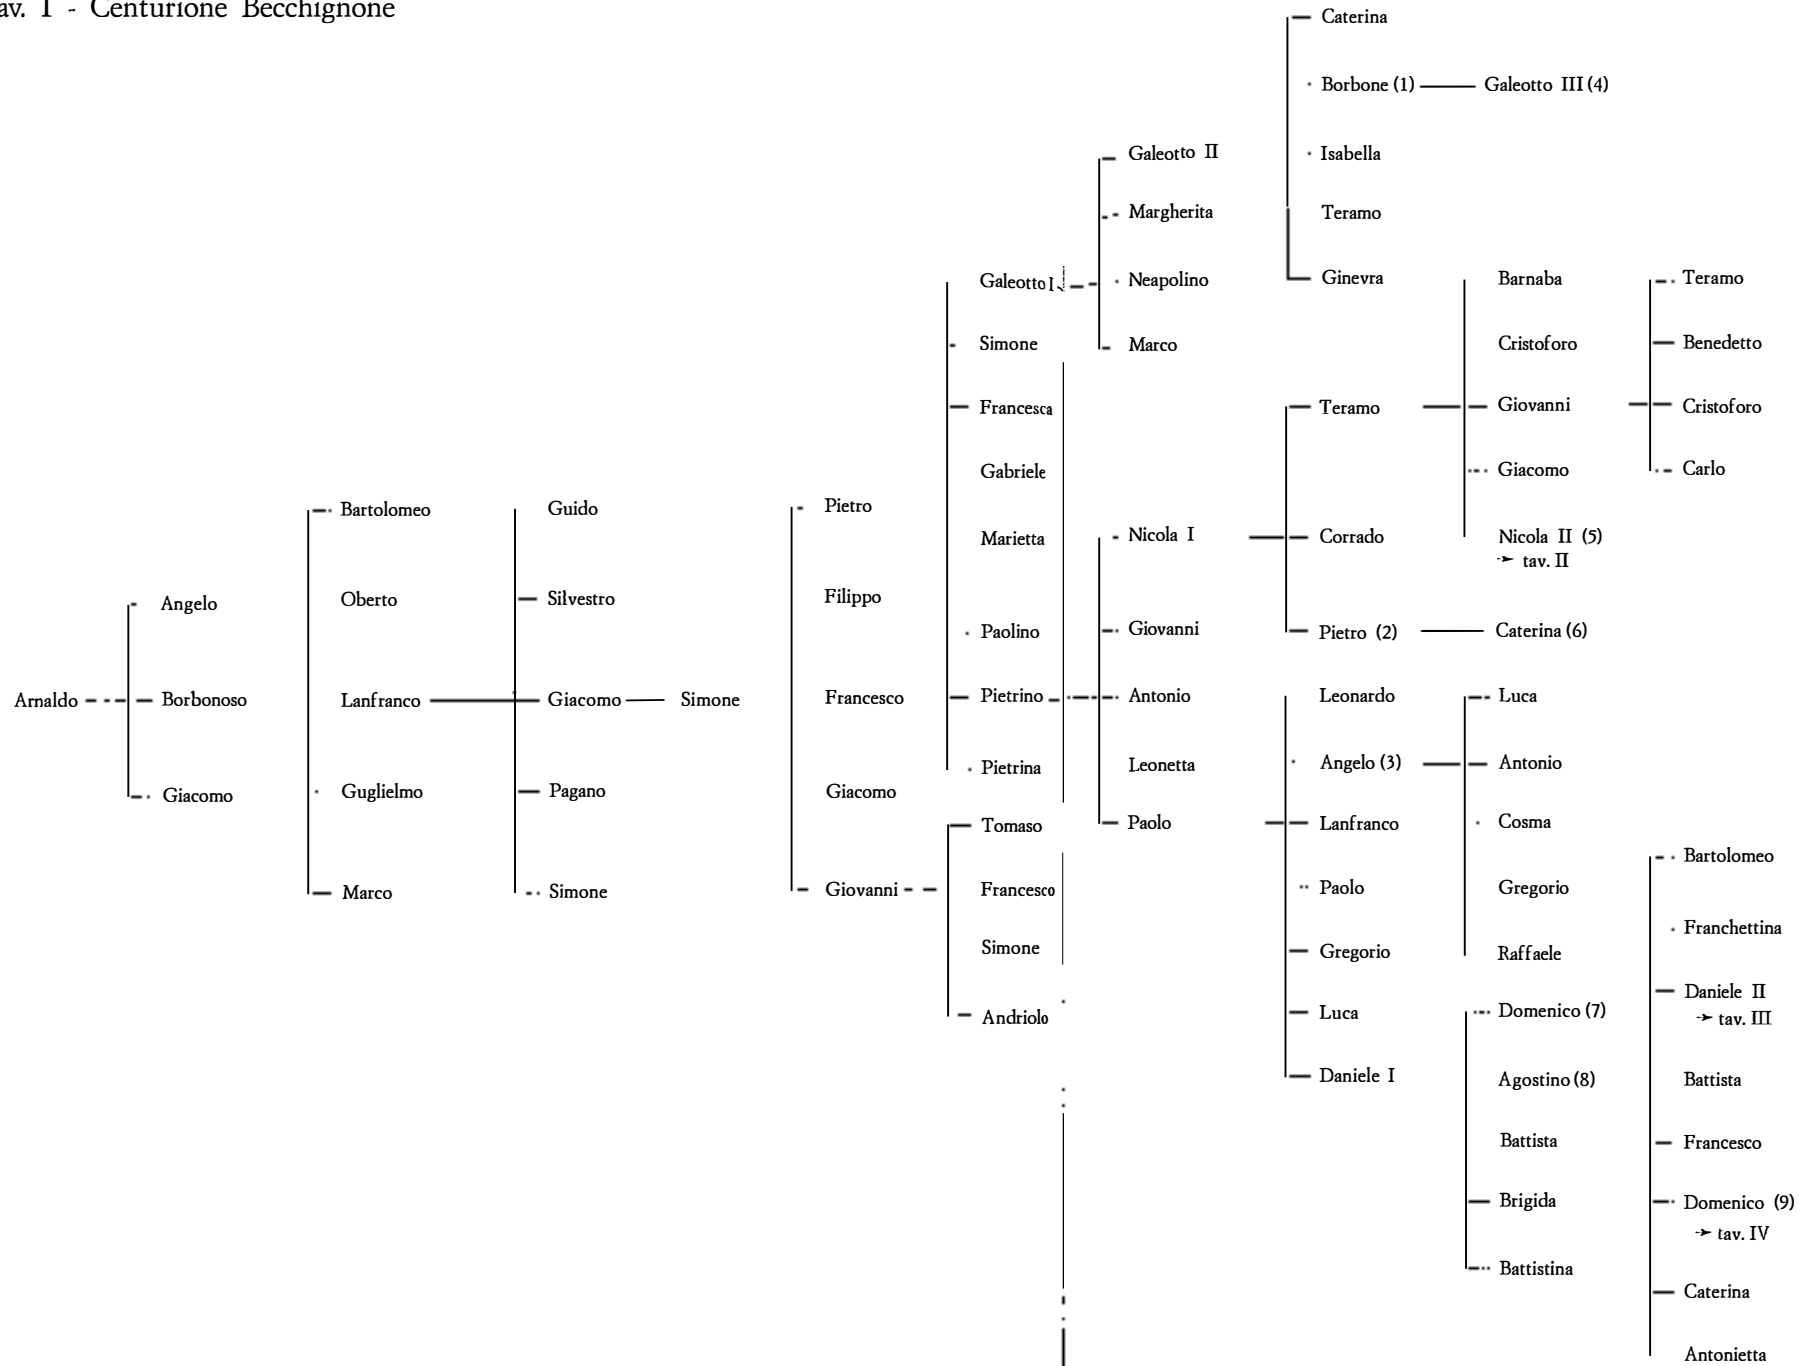 av. I - Centurione Becchignone
Arnaldo
Angelo
Borbonoso
Giacomo
Bartolomeo
Oberto
Lanfranco
Guglielmo
Marco
Guido
Silvestro
Giacomo
Pagano
Simone
Simone
Pietro
Filippo
Francesco
Giacomo
Giovanni
Galeotto I
Simone
Francesca
Gabriele
Marietta
Paolino
Pietrino
Pietrina
Tomaso
Francesco
Simone
Andriolo
Galeotto II
Margherita
Neapolino
Marco
Nicola I
Giovanni
Antonio
Leonetta
Paolo
Caterina
Borbone (1)
Isabella
Teramo
Ginevra
Teramo
Corrado
Pietro (2)
Leonardo
Angelo (3)
Lanfranco
Paolo
Gregorio
Luca
Daniele I
Galeotto III (4)
Barnaba
Cristoforo
Giovanni
Giacomo
Nicola II (5)
➛ tav. II
Caterina (6)
Luca
Antonio
Cosma
Gregorio
Raffaele
Domenico (7)
Agostino (8)
Battista
Brigida
Battistina
Teramo
Benedetto
Cristoforo
Carlo
Bartolomeo
Franchettina
Daniele II
➛ tav. III
Battista
Francesco
Domenico (9)
➛ tav. IV
Caterina
Antonietta